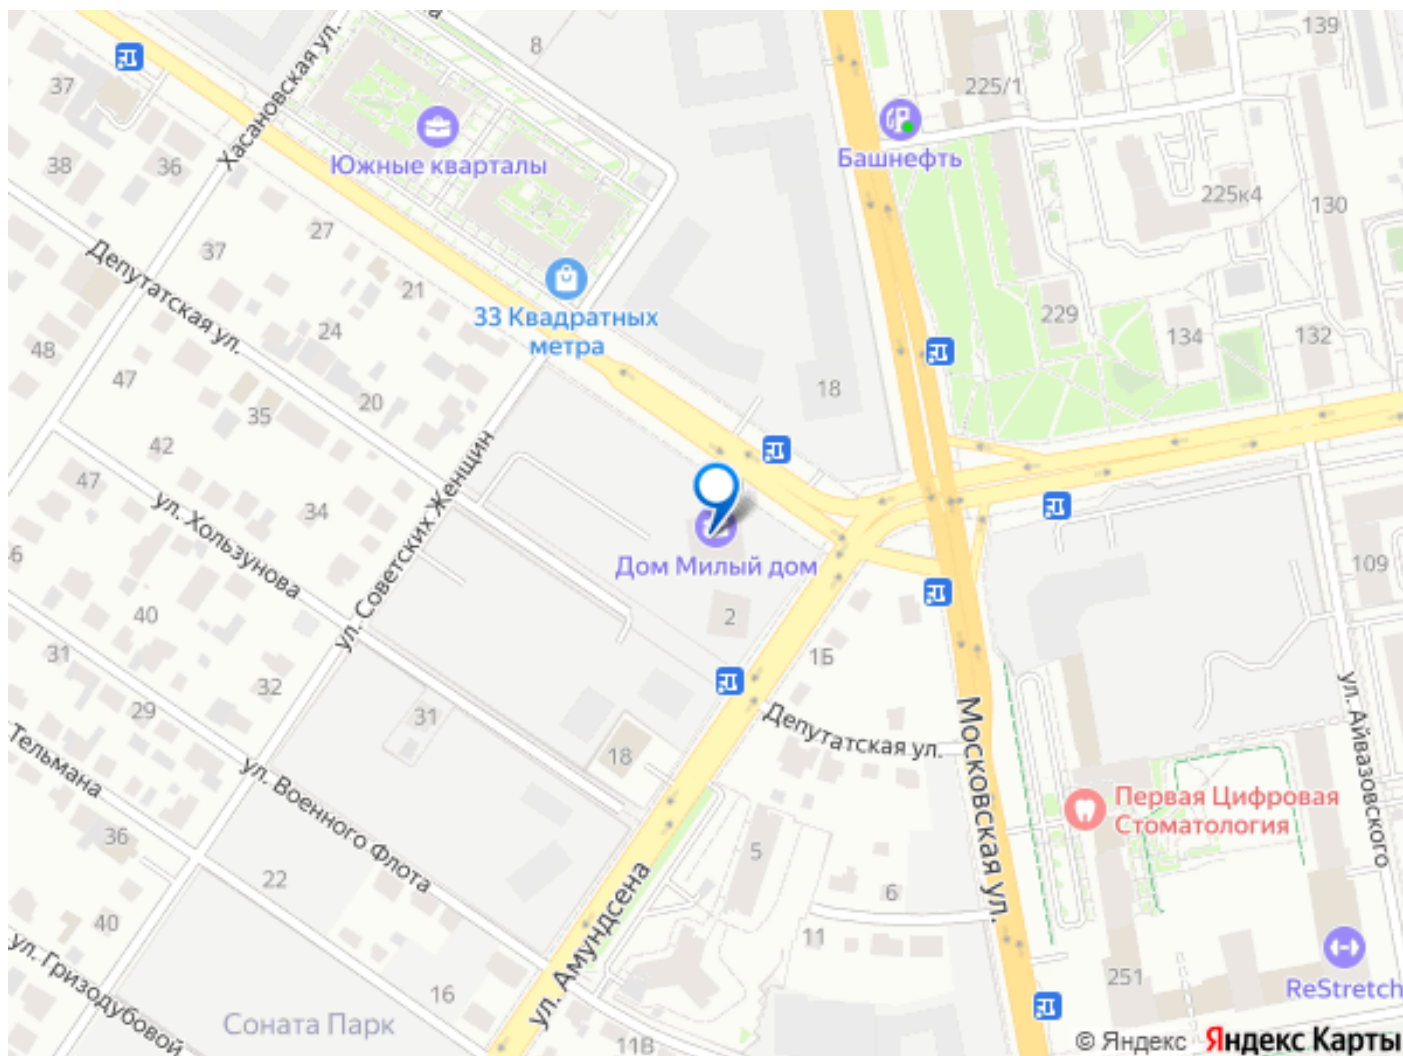 139
8
225/1
37
Хасановская ул.
Башнефть
Южные кварталы
38
36
225к4
130
27
37
Депутатская ул.
21
33 Квадратных
метра
229
24
134
132
48
47
20
18
35
42
47
34
ул. Хользунова
ул. Советских Женщин
Дом Милый дом
109
40
2
31
1Б
32
29
31
Депутатская ул.
Московская ул.
ул. Айвазовского
Тельмана
ул. Военного Флота
18
Первая Цифровая
Стоматология
36
5
22
6
ул. Амундсена
40
11
ул. Гризодубовой
16
251
ReStretch
Соната Парк
11В
© Яндекс Яндекс Карты